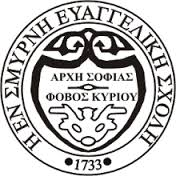 Η ΕΝ ΣΜΥΡΝΗ ΕΥΑΓΓΕΛΙΚΗ ΣΧΟΛΗ
ΑΡΧΗ ΣΟΦΙΑΣ
ΦΟΒΟΣ ΚΥΡΙΟΥ
·1733·